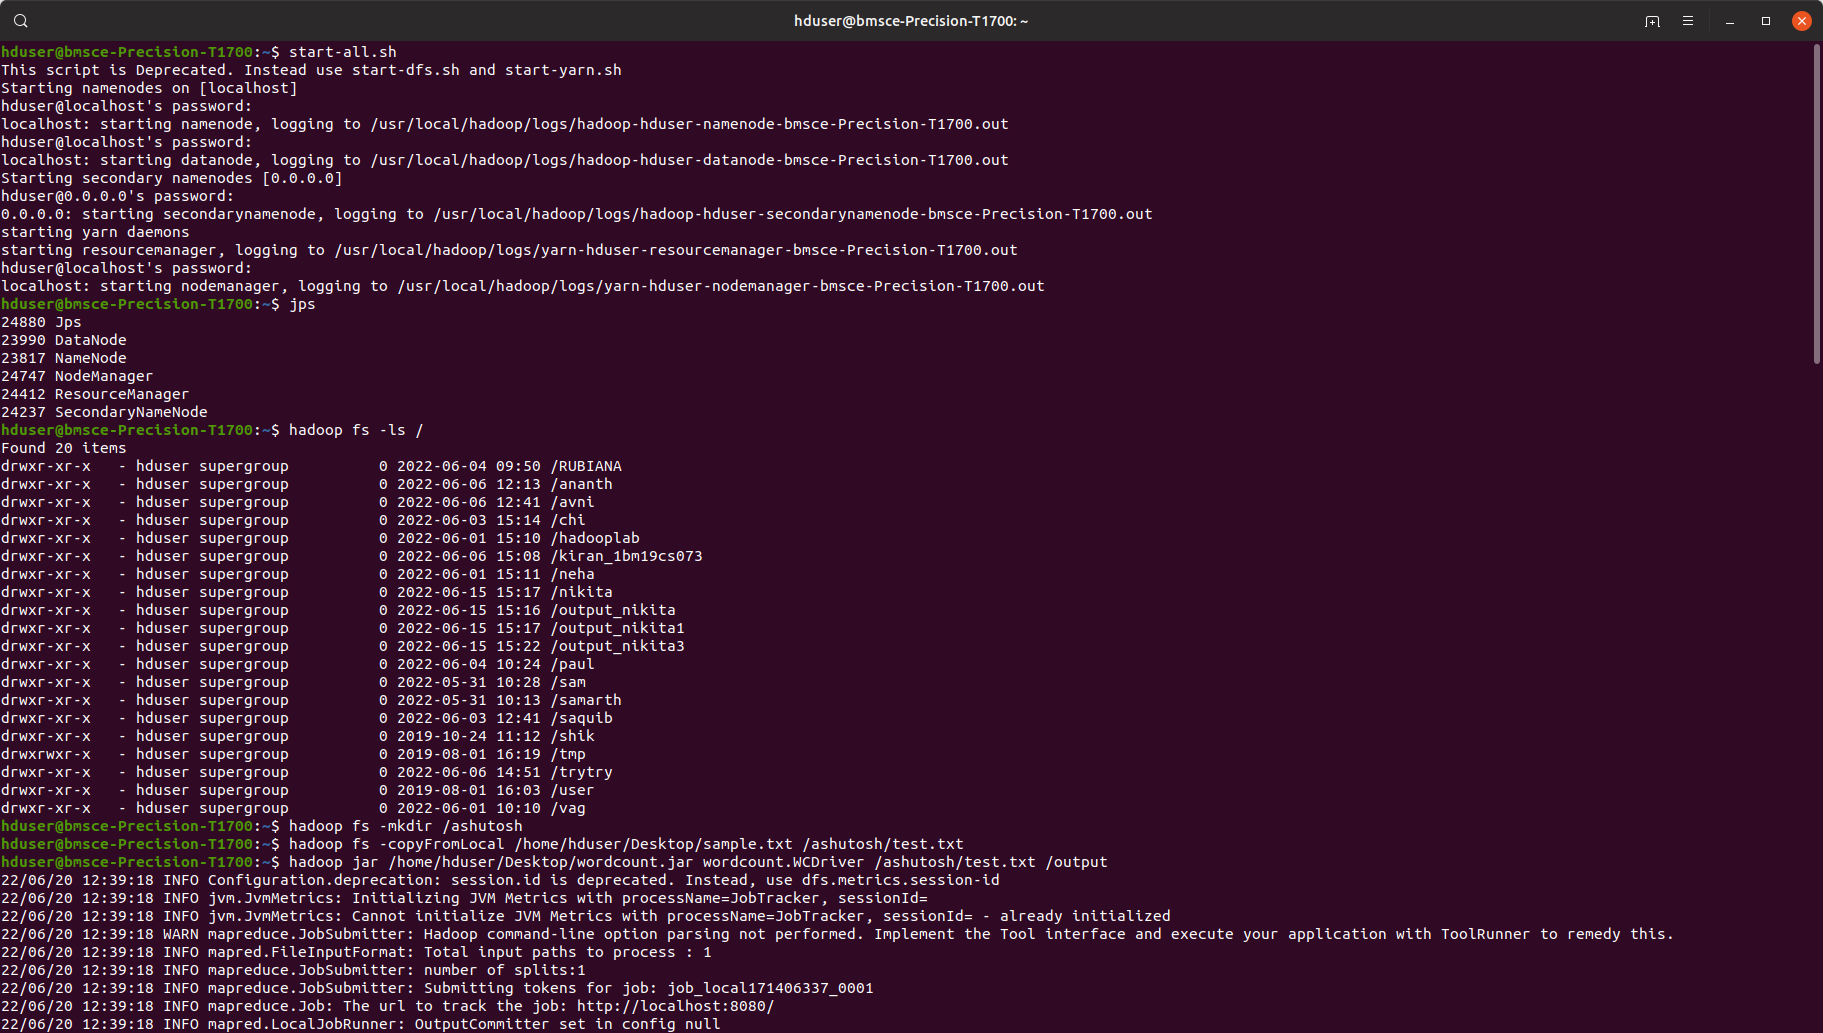 hduser@bmsce-Precision-T1700: ~
hduser@bmsce-Precision-T1700:~$ start-all.sh
This script is Deprecated. Instead use start-dfs.sh and start-yarn.sh
Starting namenodes on [localhost]
hduser@localhost's password:
localhost: starting namenode, logging to /usr/local/hadoop/logs/hadoop-hduser-namenode-bmsce-Precision-T1700.out
hduser@localhost's password:
localhost: starting datanode, logging to /usr/local/hadoop/logs/hadoop-hduser-datanode-bmsce-Precision-T1700.out
Starting secondary namenodes [0.0.0.0]
hduser@0.0.0.0's password:
0.0.0.0: starting secondarynamenode, logging to /usr/local/hadoop/logs/hadoop-hduser-secondarynamenode-bmsce-Precision-T1700.out
starting yarn daemons
starting resourcemanager, logging to /usr/local/hadoop/logs/yarn-hduser-resourcemanager-bmsce-Precision-T1700.out
hduser@localhost's password:
localhost: starting nodemanager, logging to /usr/local/hadoop/logs/yarn-hduser-nodemanager-bmsce-Precision-T1700.out
hduser@bmsce-Precision-T1700:~$ jps
24880 Jps
23990 DataNode
23817 NameNode
24747 NodeManager
24412 ResourceManager
24237 SecondaryNameNode
hduser@bmsce-Precision-T1700:~$ hadoop fs -ls /
Found 20 items
drwxr-xr-x   - hduser supergroup          0 2022-06-04 09:50 /RUBIANA
drwxr-xr-x   - hduser supergroup          0 2022-06-06 12:13 /ananth
drwxr-xr-x   - hduser supergroup          0 2022-06-06 12:41 /avni
drwxr-xr-x   - hduser supergroup          0 2022-06-03 15:14 /chi
drwxr-xr-x   - hduser supergroup          0 2022-06-01 15:10 /hadooplab
drwxr-xr-x   - hduser supergroup          0 2022-06-06 15:08 /kiran_1bm19cs073
drwxr-xr-x   - hduser supergroup          0 2022-06-01 15:11 /neha
drwxr-xr-x   - hduser supergroup          0 2022-06-15 15:17 /nikita
drwxr-xr-x   - hduser supergroup          0 2022-06-15 15:16 /output_nikita
drwxr-xr-x   - hduser supergroup          0 2022-06-15 15:17 /output_nikita1
drwxr-xr-x   - hduser supergroup          0 2022-06-15 15:22 /output_nikita3
drwxr-xr-x   - hduser supergroup          0 2022-06-04 10:24 /paul
drwxr-xr-x   - hduser supergroup          0 2022-05-31 10:28 /sam
drwxr-xr-x   - hduser supergroup          0 2022-05-31 10:13 /samarth
drwxr-xr-x   - hduser supergroup          0 2022-06-03 12:41 /saquib
drwxr-xr-x   - hduser supergroup          0 2019-10-24 11:12 /shik
drwxrwxr-x   - hduser supergroup          0 2019-08-01 16:19 /tmp
drwxr-xr-x   - hduser supergroup          0 2022-06-06 14:51 /trytry
drwxr-xr-x   - hduser supergroup          0 2019-08-01 16:03 /user
drwxr-xr-x   - hduser supergroup          0 2022-06-01 10:10 /vag
hduser@bmsce-Precision-T1700:~$ hadoop fs -mkdir /ashutosh
hduser@bmsce-Precision-T1700:~$ hadoop fs -copyFromLocal /home/hduser/Desktop/sample.txt /ashutosh/test.txt
hduser@bmsce-Precision-T1700:~$ hadoop jar /home/hduser/Desktop/wordcount.jar wordcount.WCDriver /ashutosh/test.txt /output
22/06/20 12:39:18 INFO Configuration.deprecation: session.id is deprecated. Instead, use dfs.metrics.session-id
22/06/20 12:39:18 INFO jvm.JvmMetrics: Initializing JVM Metrics with processName=JobTracker, sessionId=
22/06/20 12:39:18 INFO jvm.JvmMetrics: Cannot initialize JVM Metrics with processName=JobTracker, sessionId= - already initialized
22/06/20 12:39:18 WARN mapreduce.JobSubmitter: Hadoop command-line option parsing not performed. Implement the Tool interface and execute your application with ToolRunner to remedy this.
22/06/20 12:39:18 INFO mapred.FileInputFormat: Total input paths to process : 1
22/06/20 12:39:18 INFO mapreduce.JobSubmitter: number of splits:1
22/06/20 12:39:18 INFO mapreduce.JobSubmitter: Submitting tokens for job: job_local171406337_0001
22/06/20 12:39:18 INFO mapreduce.Job: The url to track the job: http://localhost:8080/
22/06/20 12:39:18 INFO mapred.LocalJobRunner: OutputCommitter set in config null